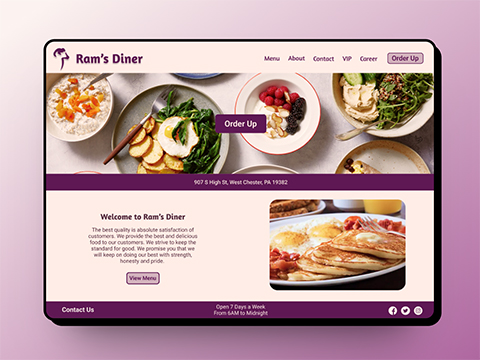 Ram's Diner
Menu About Contact VIP Career Order Up
Order Up
907 S High St, West Chester, PA 19382
Welcome to Ram's Diner
The best quality is absolute satisfaction of
customers. We provide the best and delicious
food to our customers. We strive to keep the
standard for good. We promise that we
will keep on doing our best with strength,
honesty and pride.
View Menu
Contact Us
Open 7 Days a Week
From 6AM to Midnight